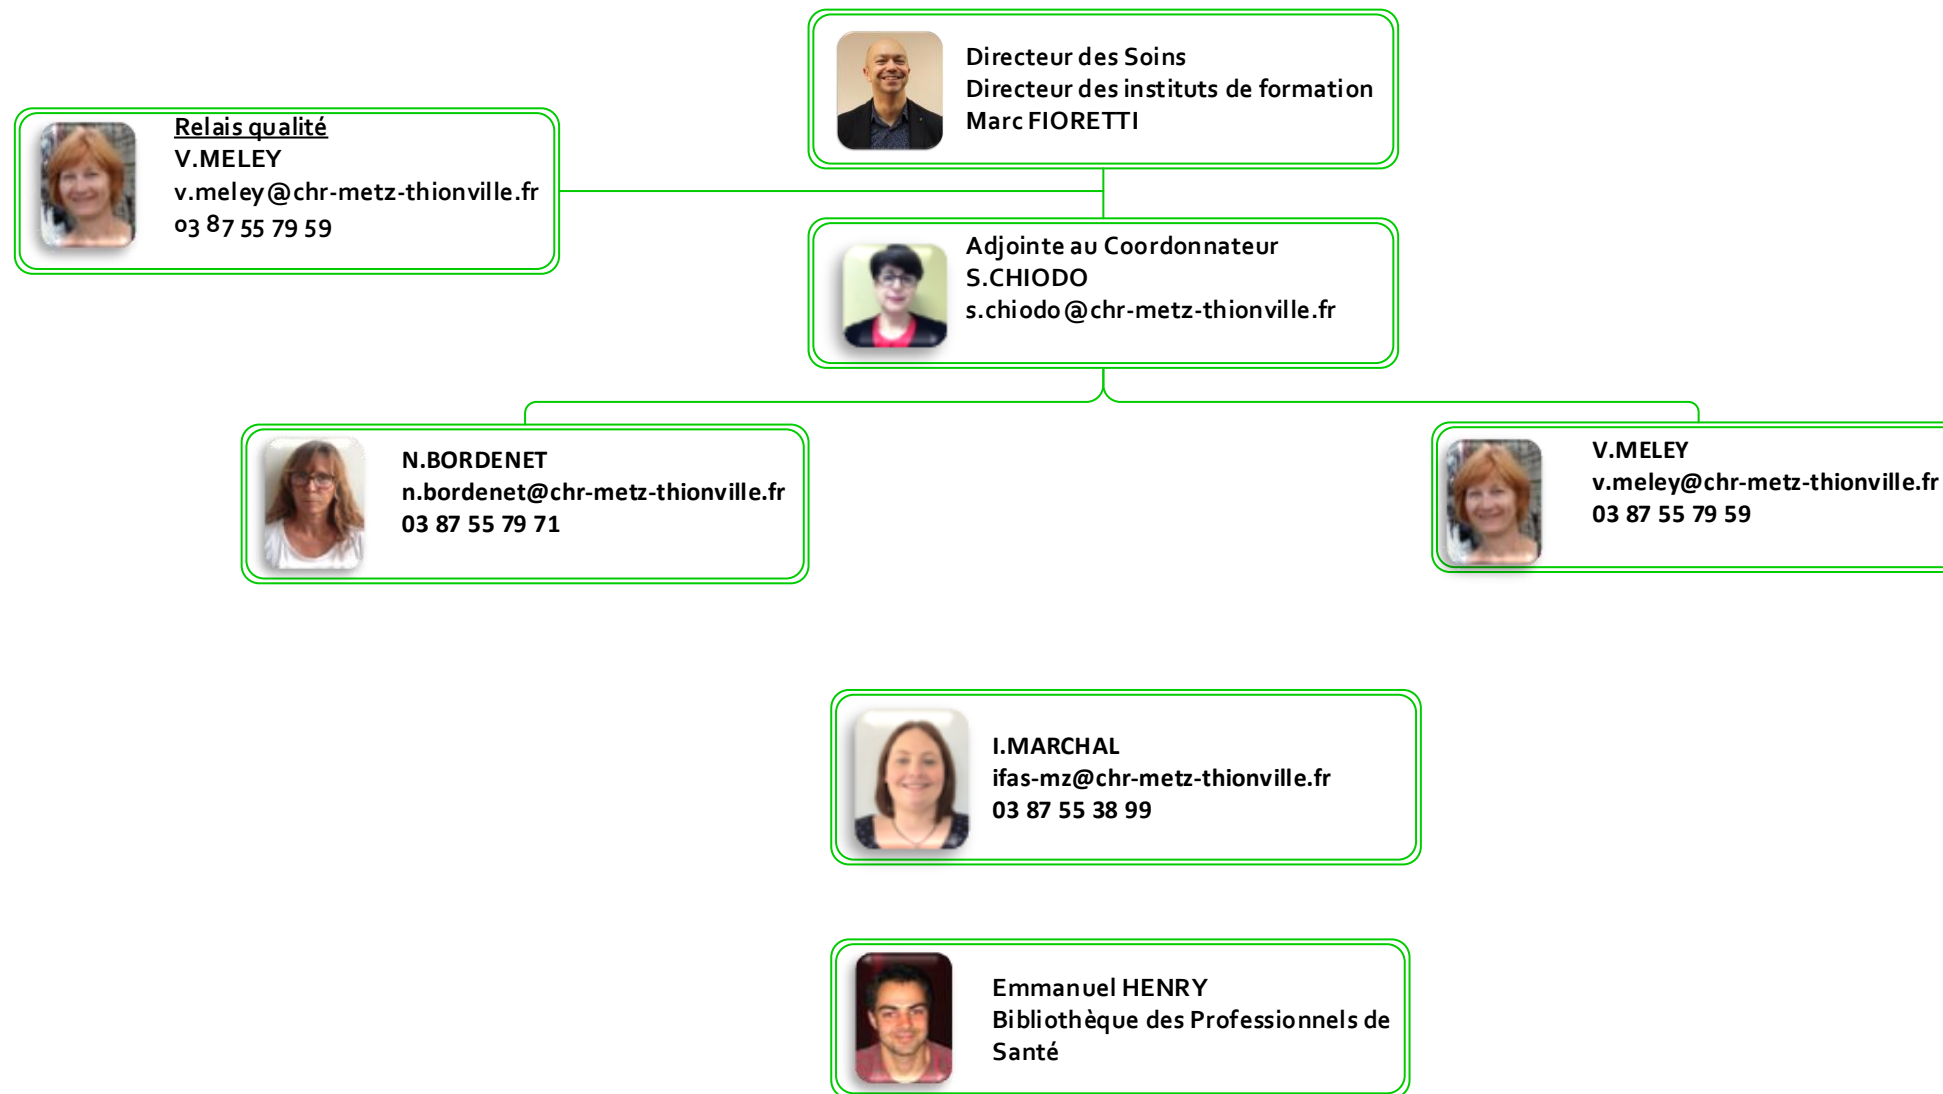 Directeur des Soins
Directeur des instituts de formation
Marc FIORETTI
Relais qualité
V.MELEY
v.meley@chr-metz-thionville.fr
03 87 55 79 59
Adjointe au Coordonnateur
S.CHIODO
s.chiodo@chr-metz-thionville.fr
N.BORDENET
n.bordenet@chr-metz-thionville.fr
03 87 55 79 71
V.MELEY
v.meley@chr-metz-thionville.fr
03 87 55 79 59
I.MARCHAL
ifas-mz@chr-metz-thionville.fr
03 87 55 38 99
Emmanuel HENRY
Bibliothèque des Professionnels de
Santé